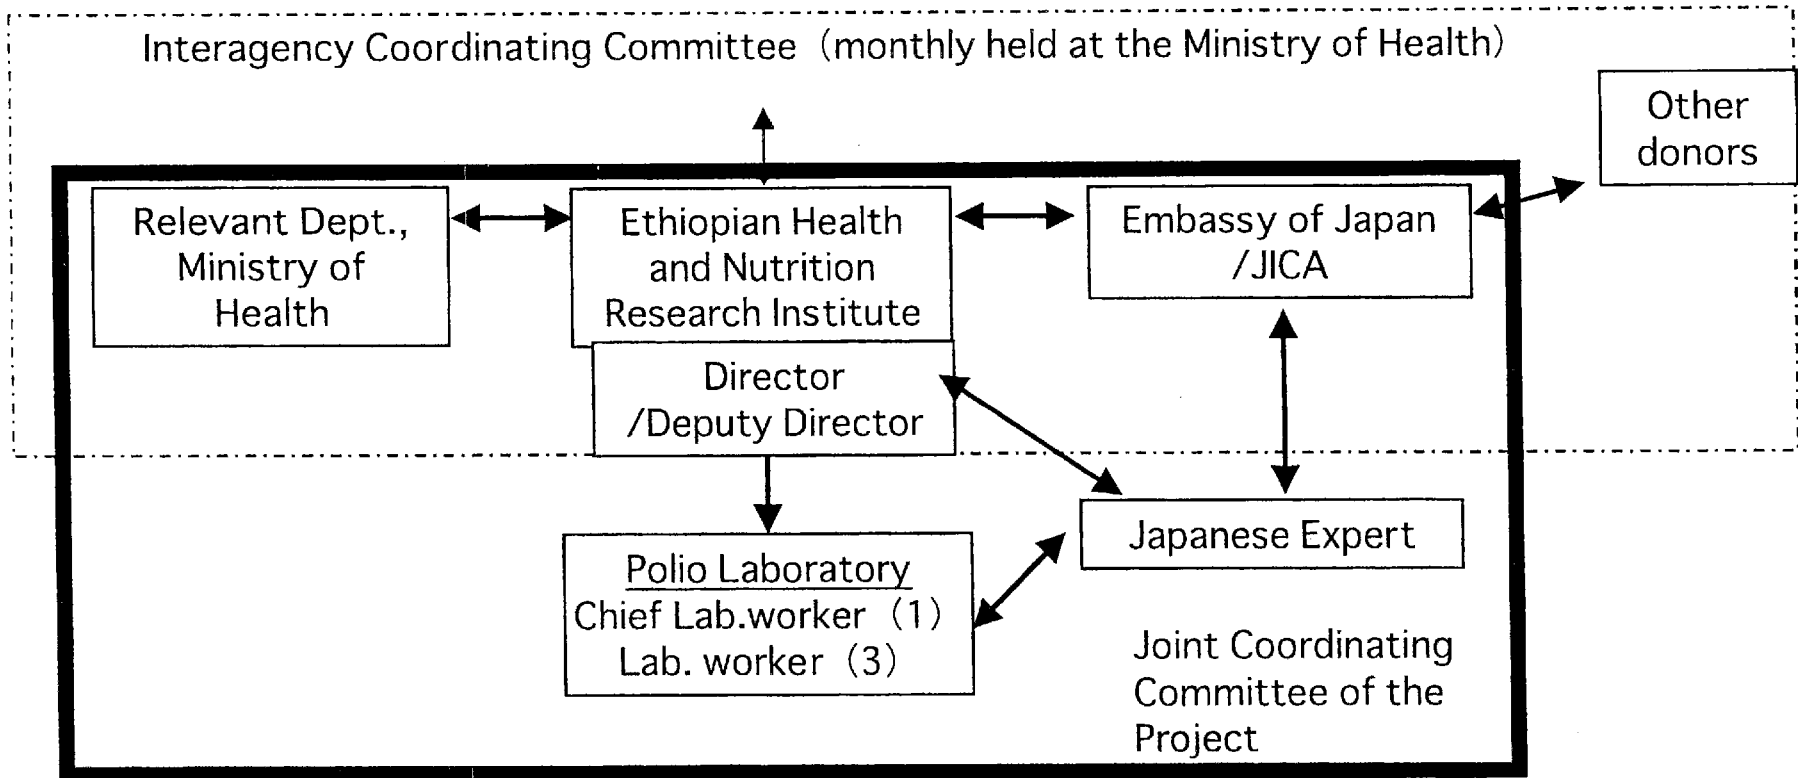 Interagency Coordinating Committee（monthly held at the Ministry of Health）
Other
donors
Relevant Dept.,
Ministry of
Health
Ethiopian Health
and Nutrition
Research Institute
Embassy of Japan
/JICA
Director
/Deputy Director
Japanese Expert
Polio Laboratory
Chief Lab.worker（1）
Lab. worker（3）
Joint Coordinating
Committee of the
Project